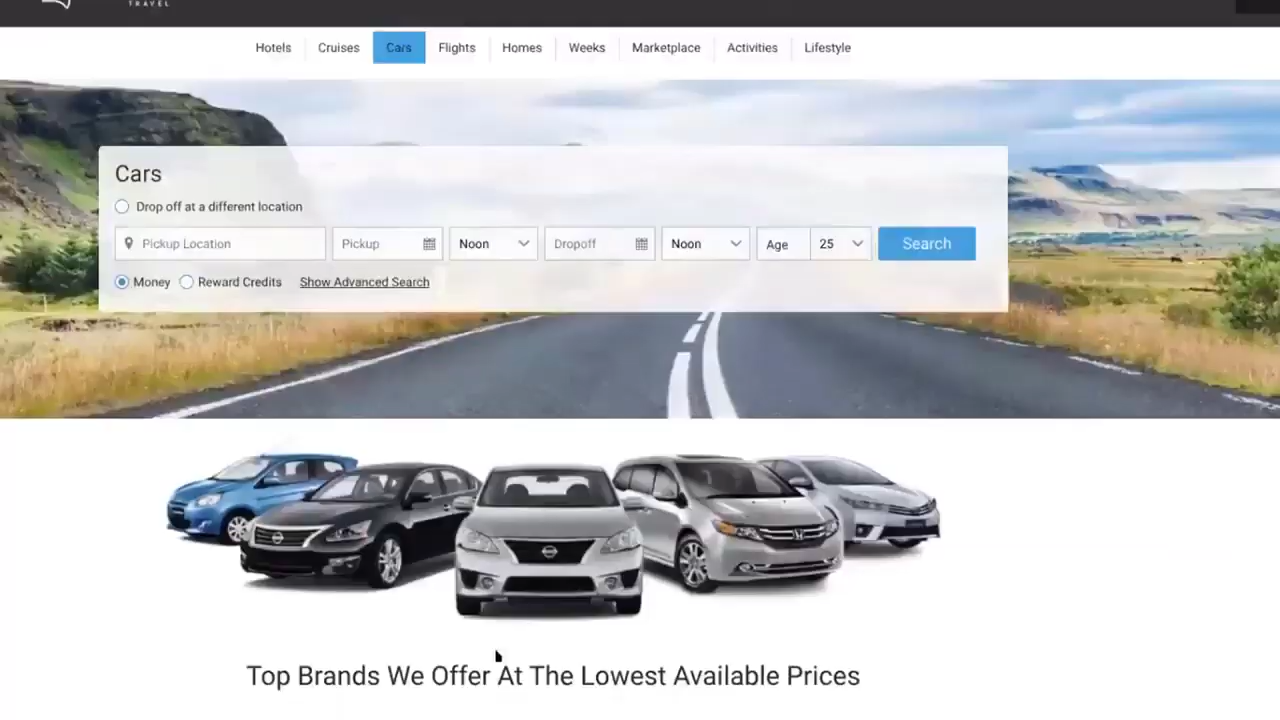 TRAVEL
Hotels Cruises Cars Flights Homes Weeks Marketplace Activities Lifestyle
Cars
Drop off at a different location
Pickup Location Pickup Noon Dropoff Noon Age 25 Search
Money Reward Credits Show Advanced Search
Top Brands We Offer At The Lowest Available Prices